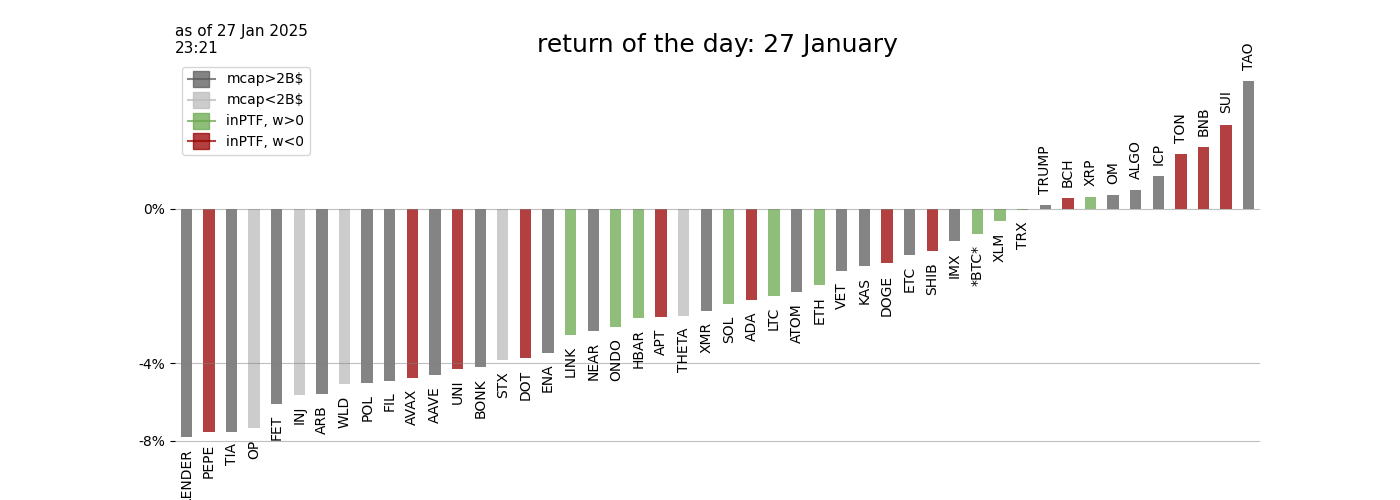 as of 27 Jan 2025
23:21
return of the day: 27 January
mcap>2B$
mcap<2B$
inPTF, w>0
inPTF, w<0
0%
-4%
-8%
ENDER
PEPE
TIA
OP
FET
INJ
ARB
WLD
POL
FIL
AVAX
AAVE
UNI
BONK
STX
DOT
ENA
LINK
NEAR
ONDO
HBAR
APT
THETA
XMR
SOL
ADA
LTC
ATOM
ETH
VET
KAS
DOGE
ETC
SHIB
IMX
*BTC*
XLM
TRX
TRUMP
BCH
XRP
OM
ALGO
ICP
TON
BNB
SUI
TAO